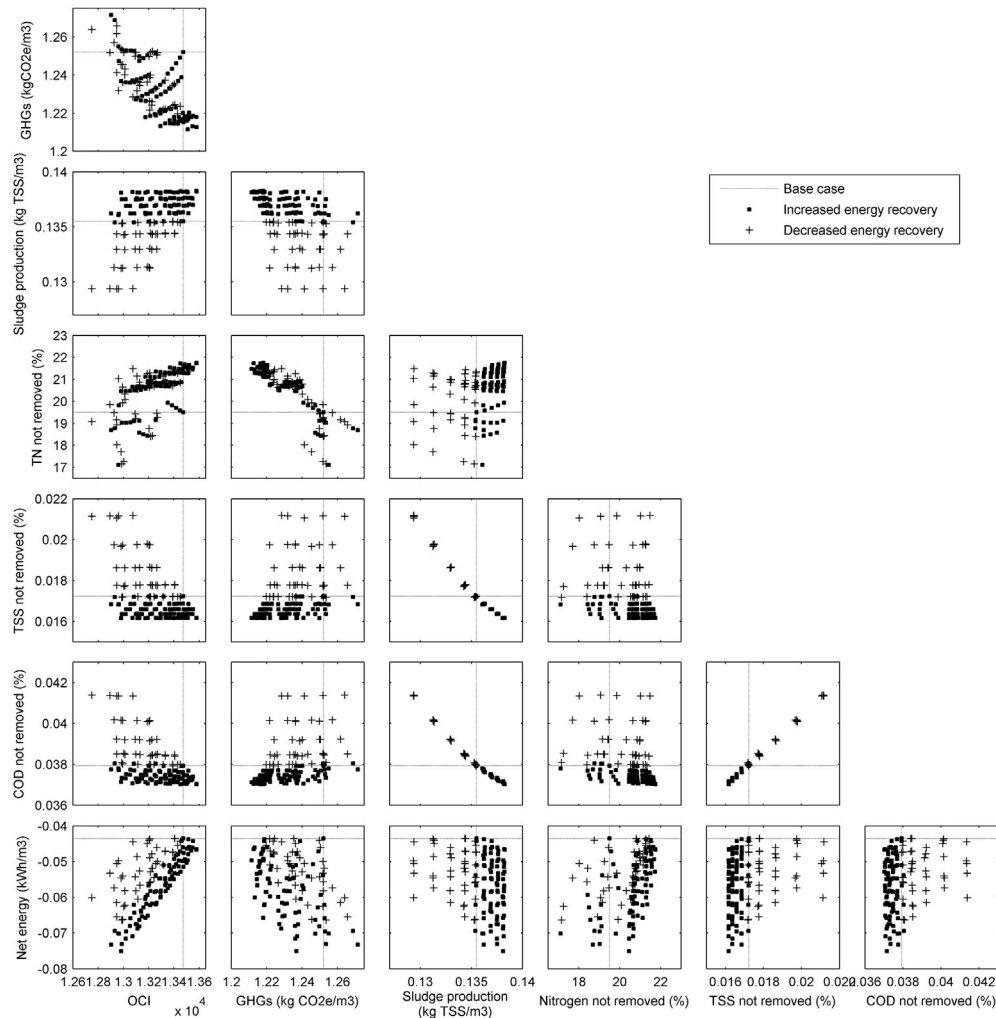 1.26
1.24
1.22
1.2
GHGs (kgCO2e/m3)
0.14
0.135
0.13
Sludge production (kg TSS/m3)
Base case
Increased energy recovery
Decreased energy recovery
23
22
21
20
19
18
17
TN not removed (%)
0.022
0.02
0.018
0.016
TSS not removed (%)
0.044
0.042
0.04
0.038
0.036
COD not removed (%)
-0.04
-0.05
-0.06
-0.07
-0.08
Net energy (kWh/m3)
1.26 1.28 1.3 1.32 1.34 1.36
OCI
x 10 4
1.2 1.22 1.24 1.26
GHGs (kg CO2e/m3)
0.13 0.135 0.14
Sludge production
(kg TSS/m3)
20
Nitrogen not removed (%)
0.016 0.018 0.02
TSS not removed (%)
0.038 0.04 0.042
COD not removed (%)